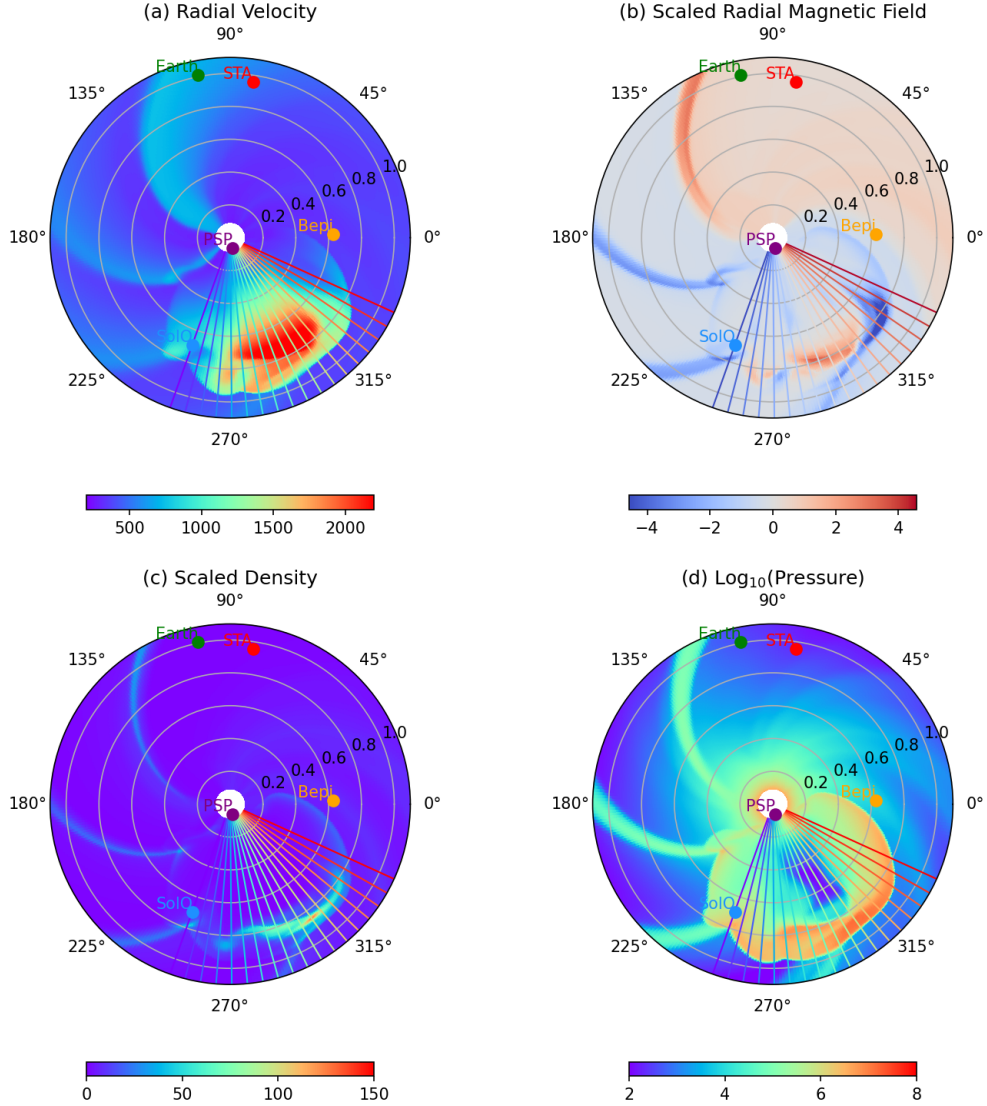 (a) Radial Velocity
90°
Earth
STA
135°
45°
1.0
0.8
0.6
0.4
0.2
Bepi
PSP
180°
0°
SolO
225°
315°
270°
500 1000 1500 2000
(b) Scaled Radial Magnetic Field
90°
Earth
STA
135°
45°
1.0
0.8
0.6
0.4
0.2
Bepi
PSP
180°
0°
SolO
225°
315°
270°
−4 −2 0 2 4
(c) Scaled Density
90°
Earth
STA
135°
45°
1.0
0.8
0.6
0.4
0.2
Bepi
PSP
180°
0°
SolO
225°
315°
270°
0 50 100 150
(d) Log₁₀(Pressure)
90°
Earth
STA
135°
45°
1.0
0.8
0.6
0.4
0.2
Bepi
PSP
180°
0°
SolO
225°
315°
270°
2 4 6 8